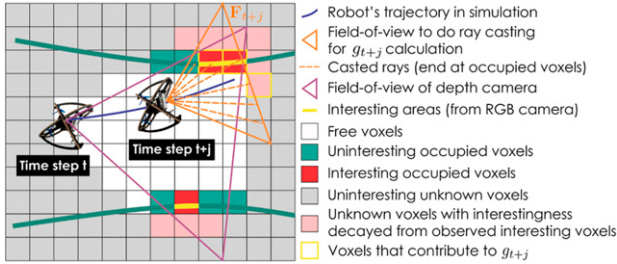 F_{t+j}
Time step t
Time step t+j
Robot's trajectory in simulation
Field-of-view to do ray casting
for g_{t+j} calculation
Casted rays (end at occupied voxels)
Field-of-view of depth camera
Interesting areas (from RGB camera)
Free voxels
Uninteresting occupied voxels
Interesting occupied voxels
Uninteresting unknown voxels
Unknown voxels with interestingness
decayed from observed interesting voxels
Voxels that contribute to g_{t+j}